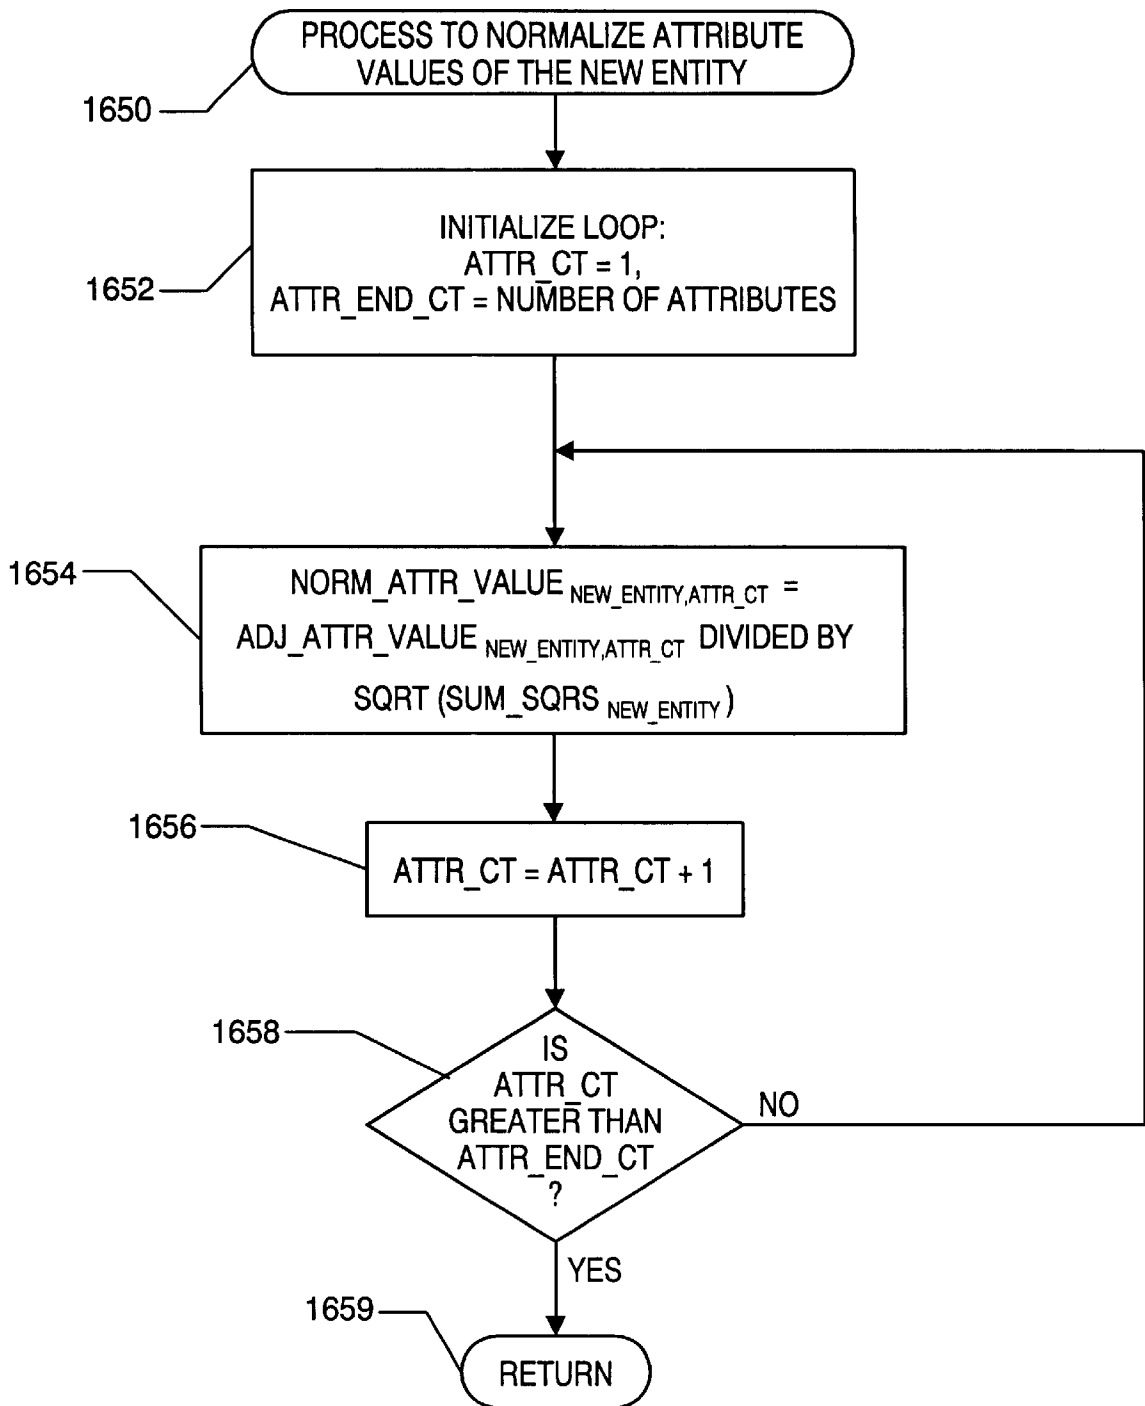 PROCESS TO NORMALIZE ATTRIBUTE
VALUES OF THE NEW ENTITY
1650
INITIALIZE LOOP:
ATTR_CT = 1,
ATTR_END_CT = NUMBER OF ATTRIBUTES
1652
1654
NORM_ATTR_VALUE NEW_ENTITY,ATTR_CT =
ADJ_ATTR_VALUE NEW_ENTITY,ATTR_CT DIVIDED BY
SQRT (SUM_SQRS NEW_ENTITY )
1656
ATTR_CT = ATTR_CT + 1
1658
IS
ATTR_CT
GREATER THAN
ATTR_END_CT
?
NO
YES
1659
RETURN